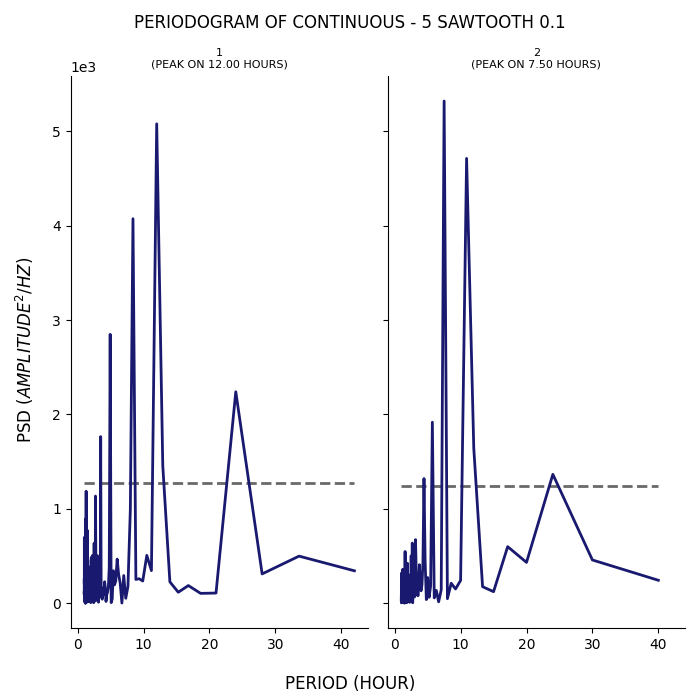 PERIODOGRAM OF CONTINUOUS - 5 SAWTOOTH 0.1
1
(PEAK ON 12.00 HOURS)
2
(PEAK ON 7.50 HOURS)
1e3
5
4
3
2
1
0
PSD (AMPLITUDE²/HZ)
0 10 20 30 40
0 10 20 30 40
PERIOD (HOUR)